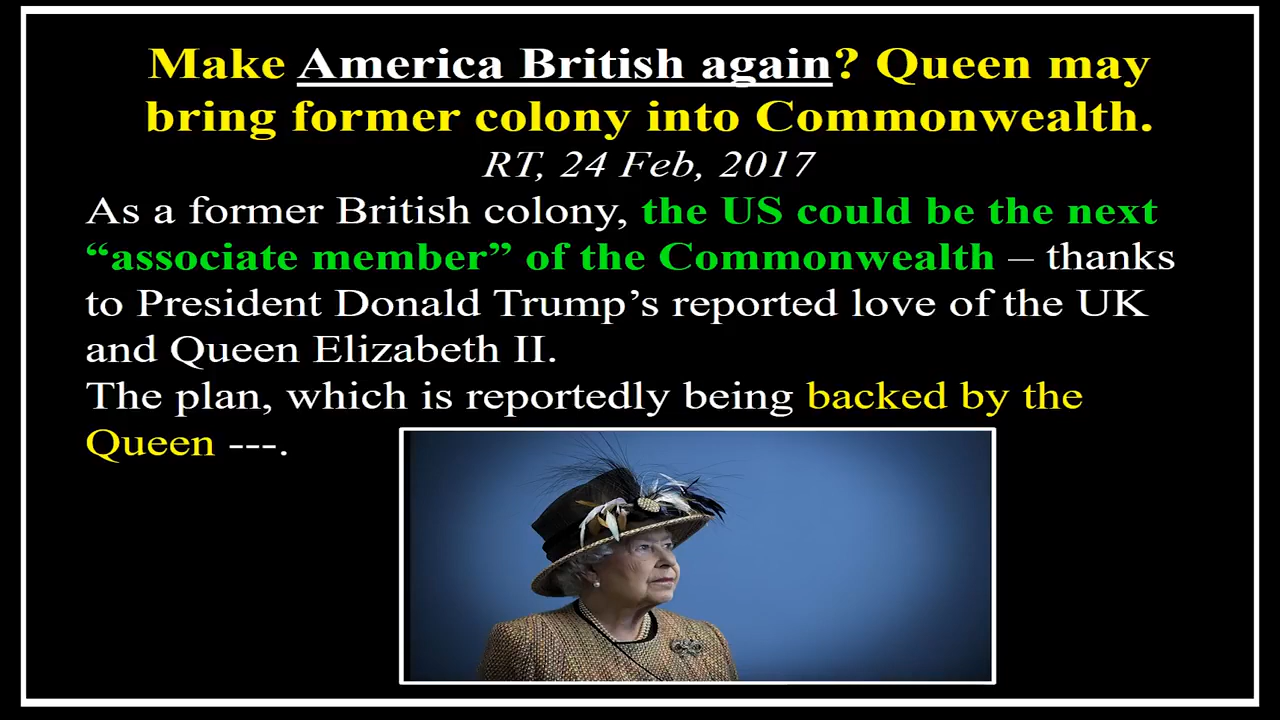 Make America British again? Queen may
bring former colony into Commonwealth.
RT, 24 Feb, 2017
As a former British colony, the US could be the next
“associate member” of the Commonwealth – thanks
to President Donald Trump’s reported love of the UK
and Queen Elizabeth II.
The plan, which is reportedly being backed by the
Queen ---.